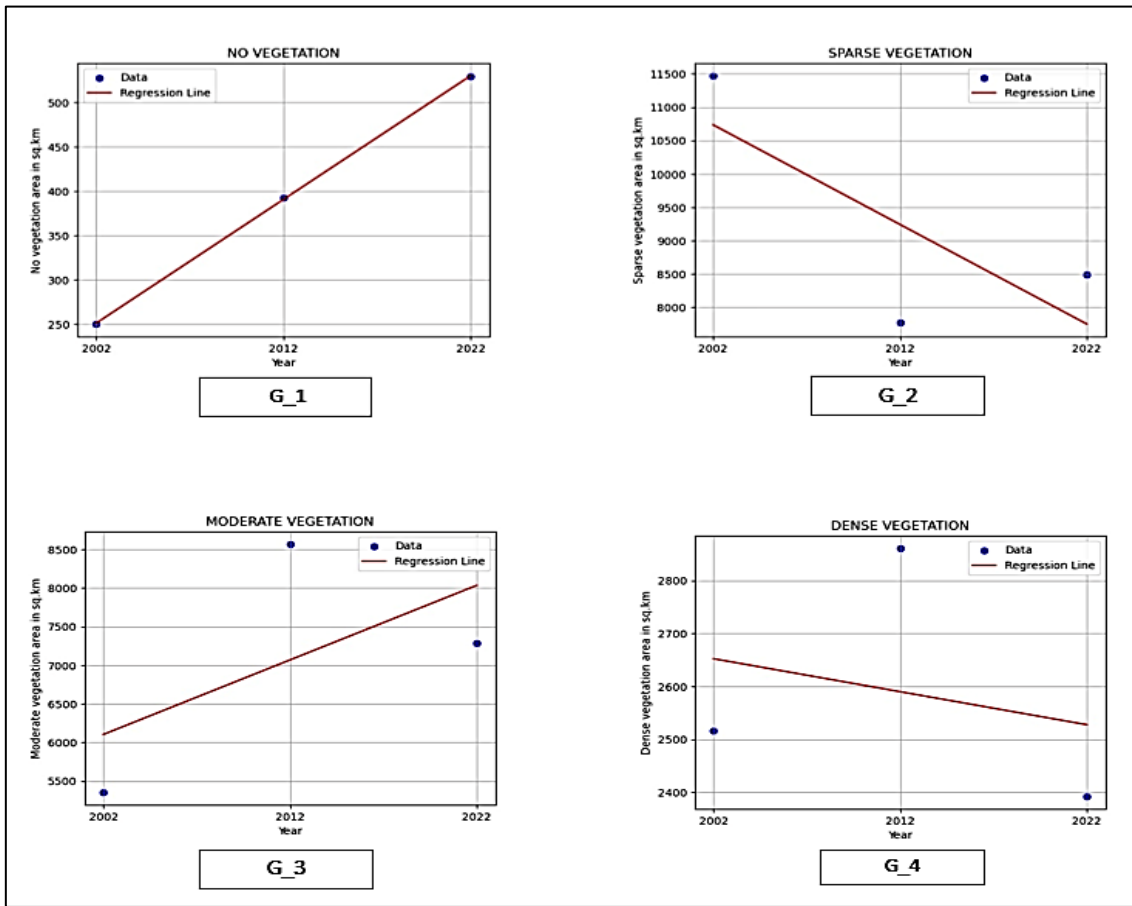 NO VEGETATION
Data
Regression Line
No vegetation area in sq.km
500
450
400
350
300
250
2002
2012
2022
Year
G_1
SPARSE VEGETATION
Data
Regression Line
Sparse vegetation area in sq.km
11500
11000
10500
10000
9500
9000
8500
8000
2002
2012
2022
Year
G_2
MODERATE VEGETATION
Data
Regression Line
Moderate vegetation area in sq.km
8500
8000
7500
7000
6500
6000
5500
2002
2012
2022
Year
G_3
DENSE VEGETATION
Data
Regression Line
Dense vegetation area in sq.km
2800
2700
2600
2500
2400
2002
2012
2022
Year
G_4